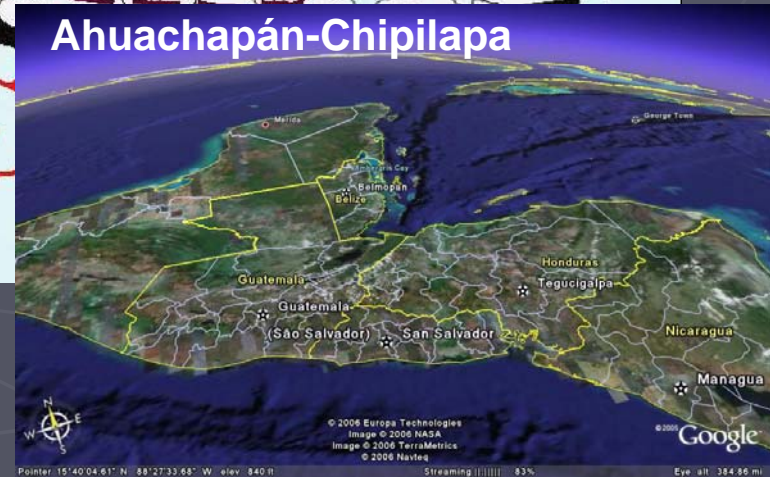 Ahuachapán-Chipilapa
Merida
George Town
Ambergris Cay
Belmopan
Belize
Honduras
Guatemala
Tegucigalpa
Guatemala
(São Salvador)
San Salvador
Nicaragua
Managua
N
W E
S
© 2006 Europa Technologies
Image © 2006 NASA
Image © 2006 TerraMetrics
© 2006 Navteq
©2005 Google
Pointer 15°40'04.61" N 88°27'33.68" W elev 840 ft Streaming |||||||| 83% Eye alt 384.86 mi